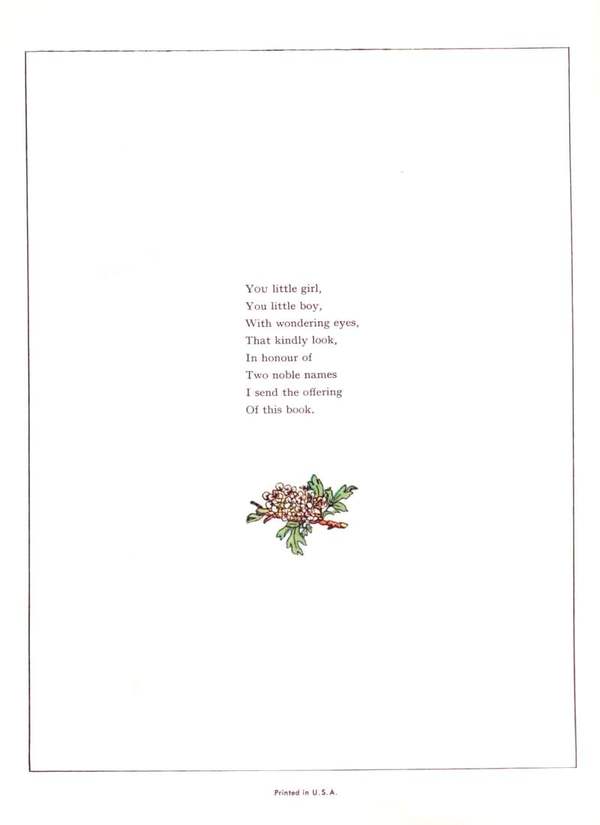 You little girl,
You little boy,
With wondering eyes,
That kindly look,
In honour of
Two noble names
I send the offering
Of this book.
Printed in U.S.A.